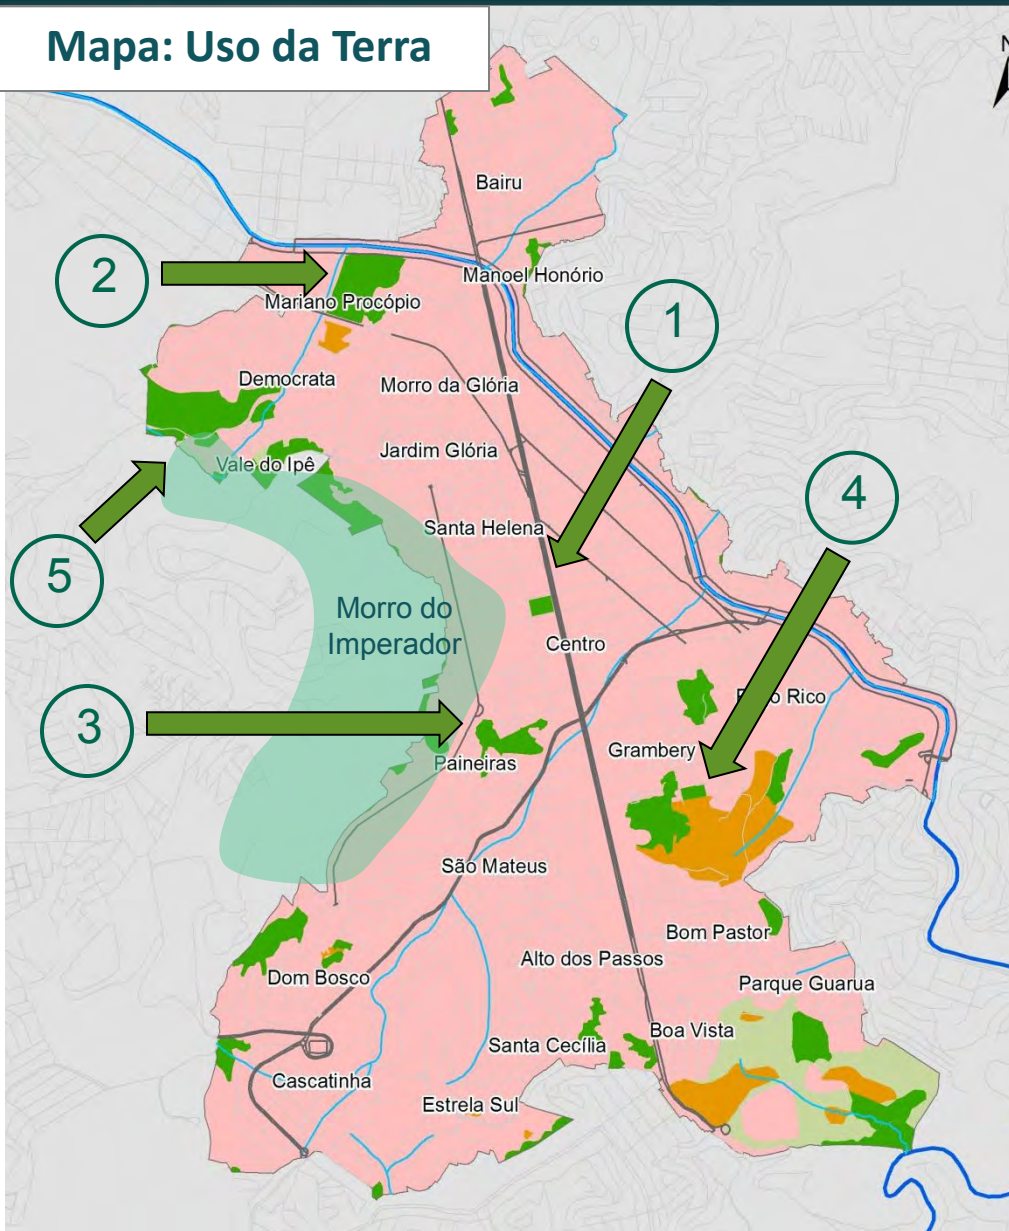 Mapa: Uso da Terra
N
Bairu
2
Manoel Honório
1
Mariano Procópio
Democrata
Morro da Glória
Jardim Glória
Vale do Ipê
4
Santa Helena
5
Morro do
Imperador
Centro
Rico
3
Grambery
Paineiras
São Mateus
Bom Pastor
Alto dos Passos
Dom Bosco
Parque Guarua
Boa Vista
Santa Cecília
Cascatinha
Estrela Sul